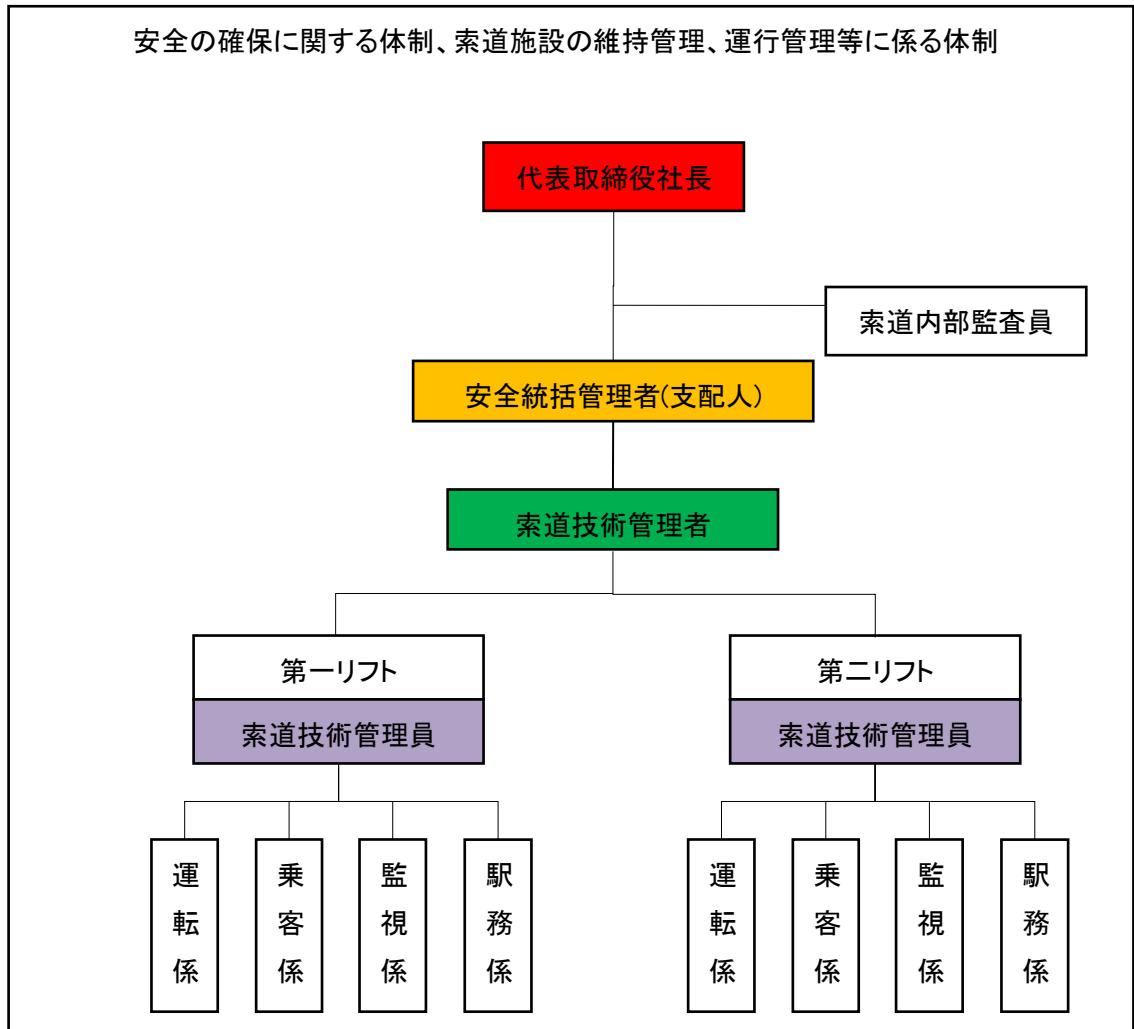 安全の確保に関する体制、索道施設の維持管理、運行管理等に係る体制
代表取締役社長
索道内部監査員
安全統括管理者(支配人)
索道技術管理者
第一リフト
索道技術管理員
第二リフト
索道技術管理員
運転係
乗客係
監視係
駅務係
運転係
乗客係
監視係
駅務係